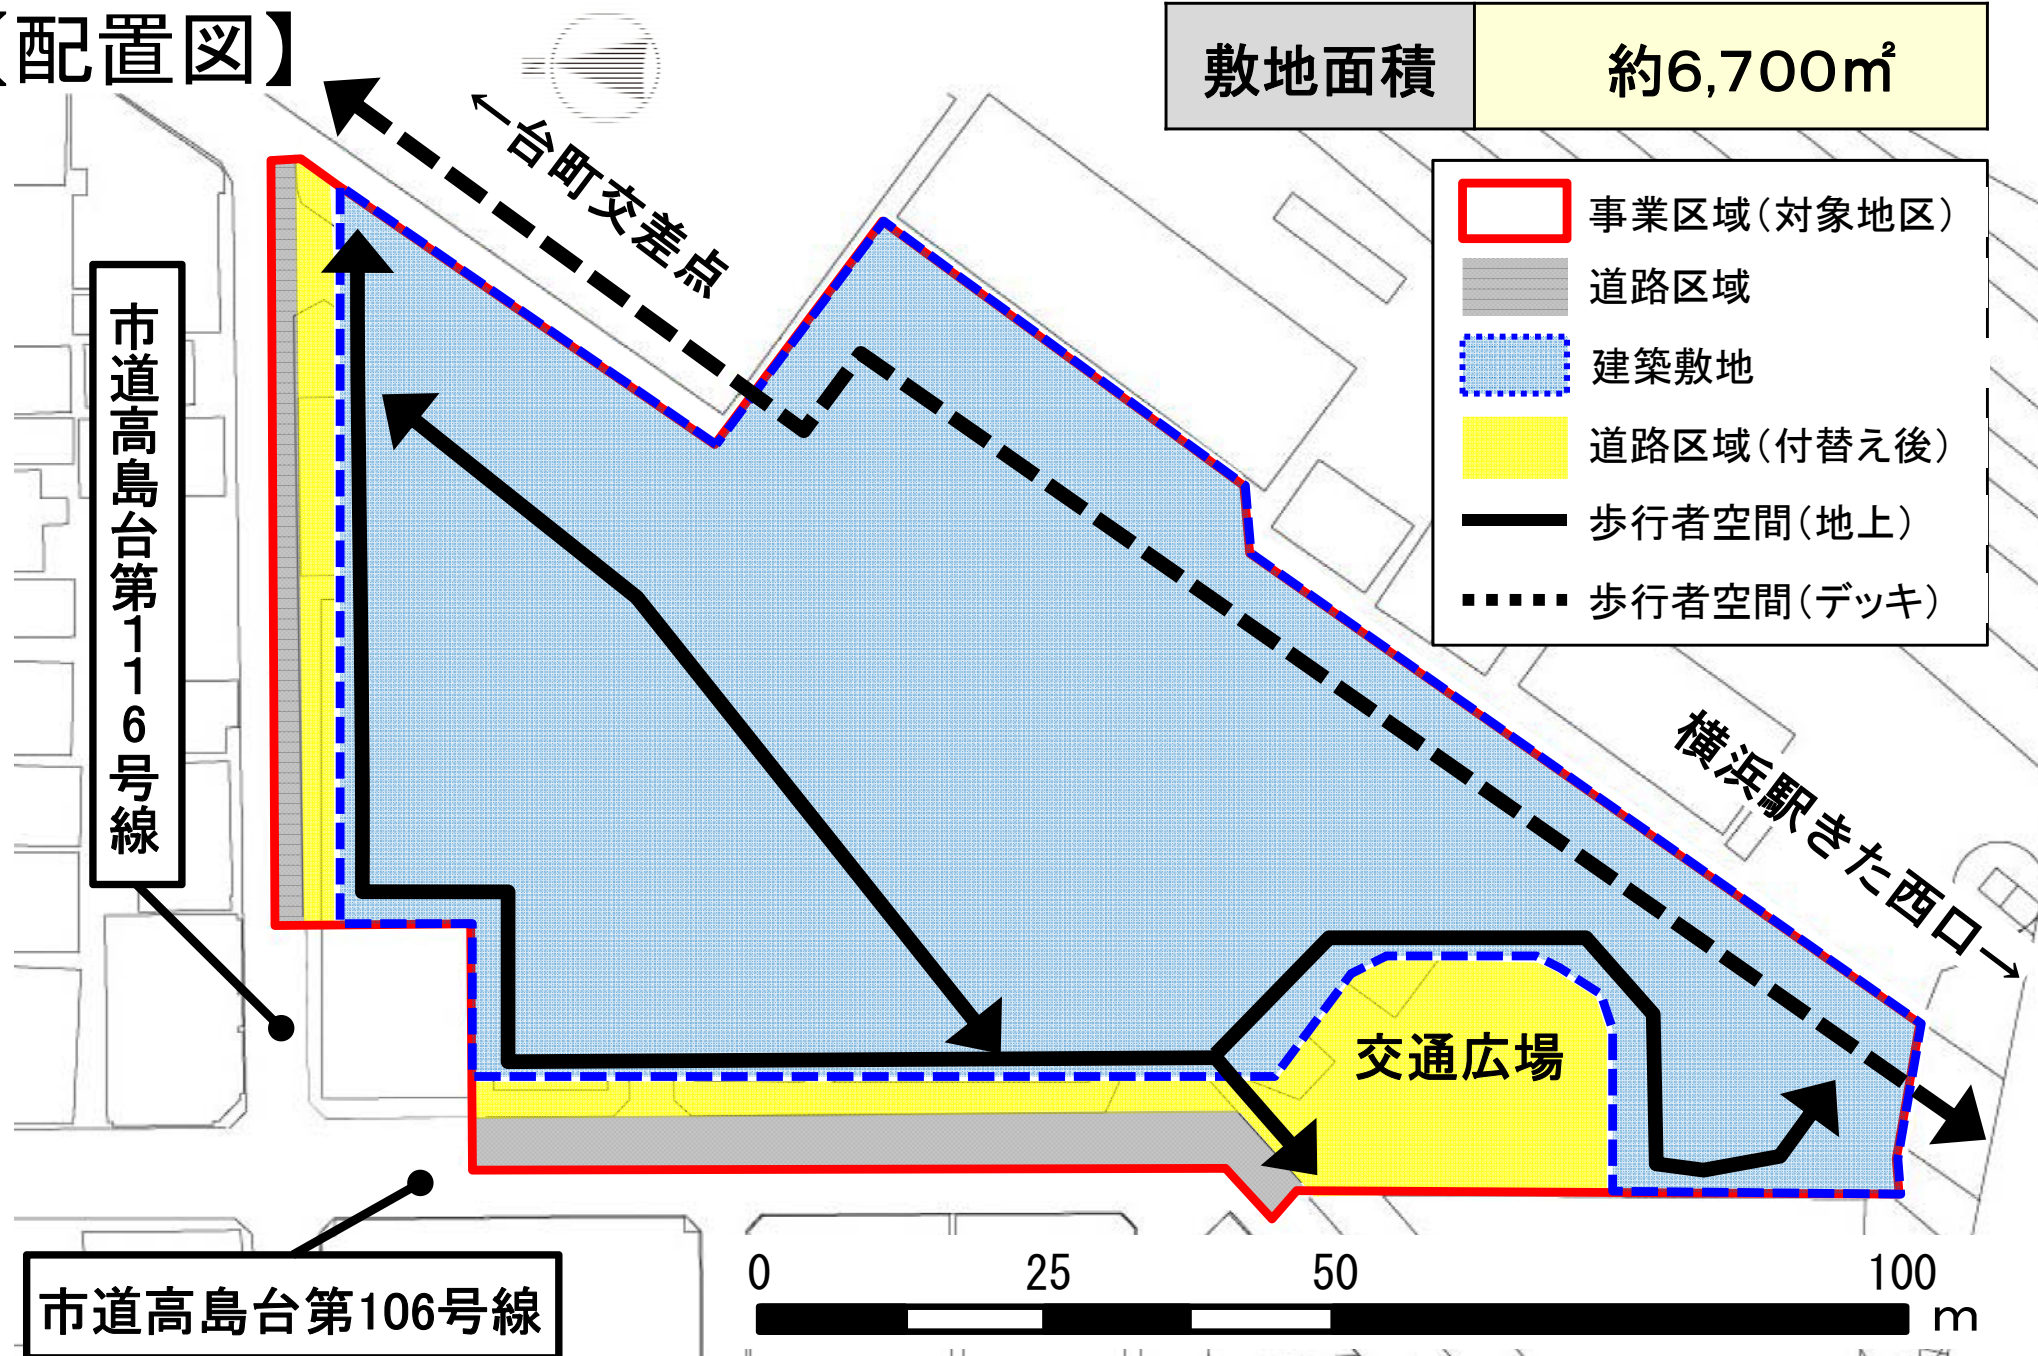 【配置図】
敷地面積 約6,700㎡
←台町交差点
事業区域(対象地区)
道路区域
建築敷地
道路区域(付替え後)
歩行者空間(地上)
歩行者空間(デッキ)
市道高島台第116号線
横浜駅きた西口→
交通広場
市道高島台第106号線
0 25 50 100
m